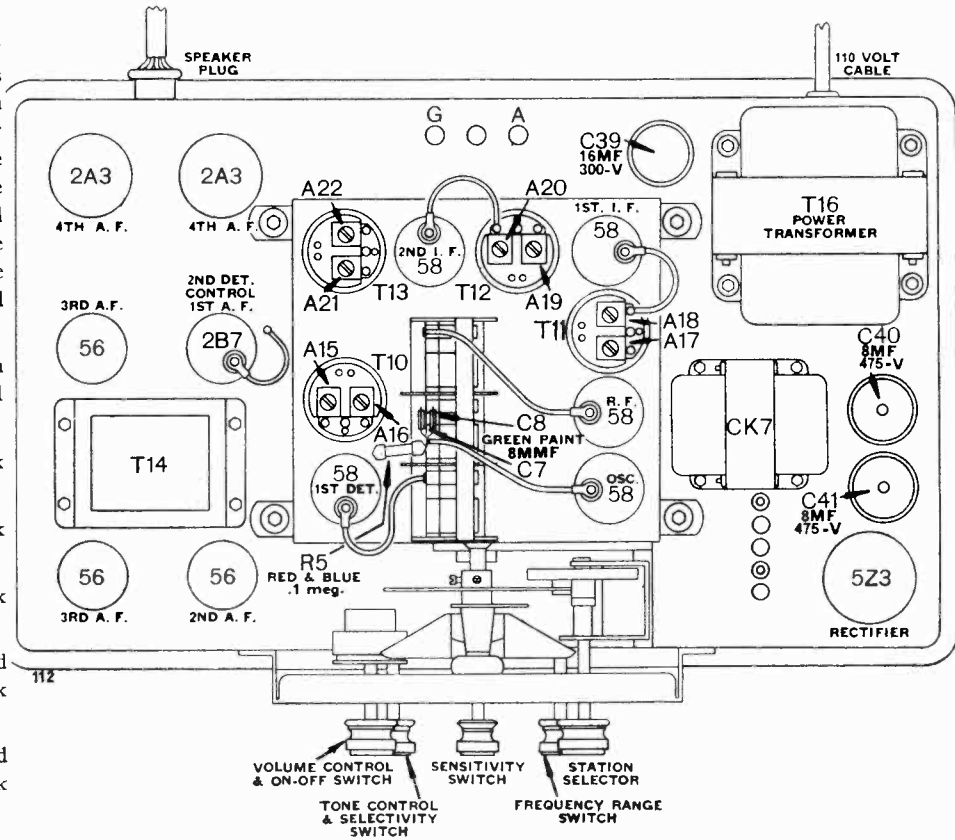 SPEAKER
PLUG
110 VOLT
CABLE
G
A
C39
16MF
300-V
2A3
4TH A. F.
2A3
4TH A. F.
A22
A20
1ST. I. F.
58
T16
POWER
TRANSFORMER
2ND I. F.
58
A21
T13
T12
A19
2ND DET.
CONTROL
1ST A. F.
2B7
3RD A.F.
56
T11
A18
A17
C40
8MF
475-V
A15
T10
A16
R. F.
58
C8
GREEN PAINT
8MMF
C7
CK7
T14
58
1ST DET.
OSC.
58
C41
8MF
475-V
R5
RED & BLUE
.1 meg.
56
3RD A. F.
56
2ND A. F.
5Z3
RECTIFIER
112
VOLUME CONTROL
& ON-OFF SWITCH
SENSITIVITY
SWITCH
STATION
SELECTOR
TONE CONTROL
& SELECTIVITY
SWITCH
FREQUENCY RANGE
SWITCH